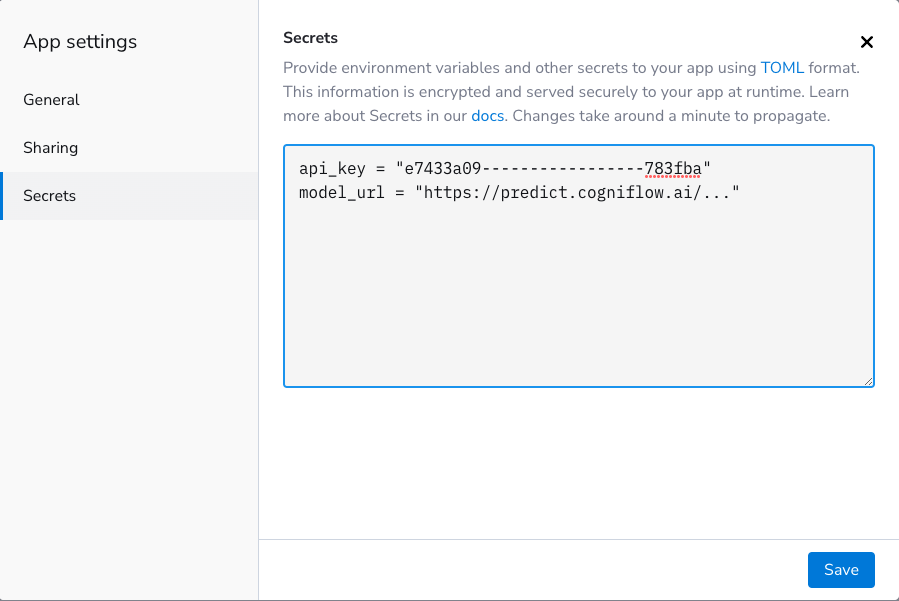 App settings
General
Sharing
Secrets
Secrets
Provide environment variables and other secrets to your app using TOML format.
This information is encrypted and served securely to your app at runtime. Learn
more about Secrets in our docs. Changes take around a minute to propagate.
api_key = "e7433a09-----------------783fba"
model_url = "https://predict.cogniflow.ai/..."
Save